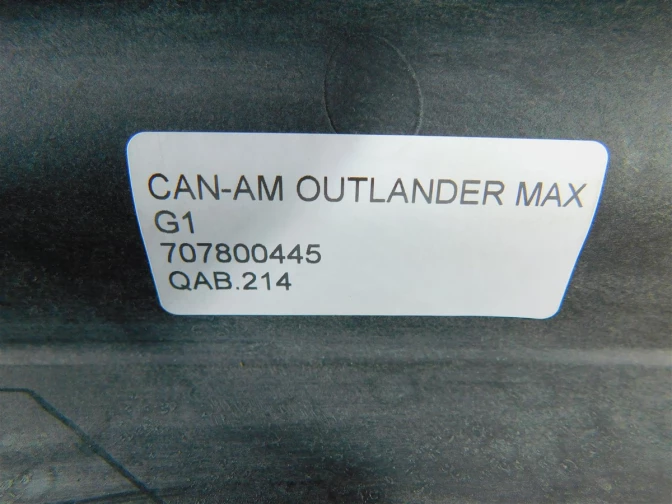 CAN-AM OUTLANDER MAX
G1
707800445
QAB.214